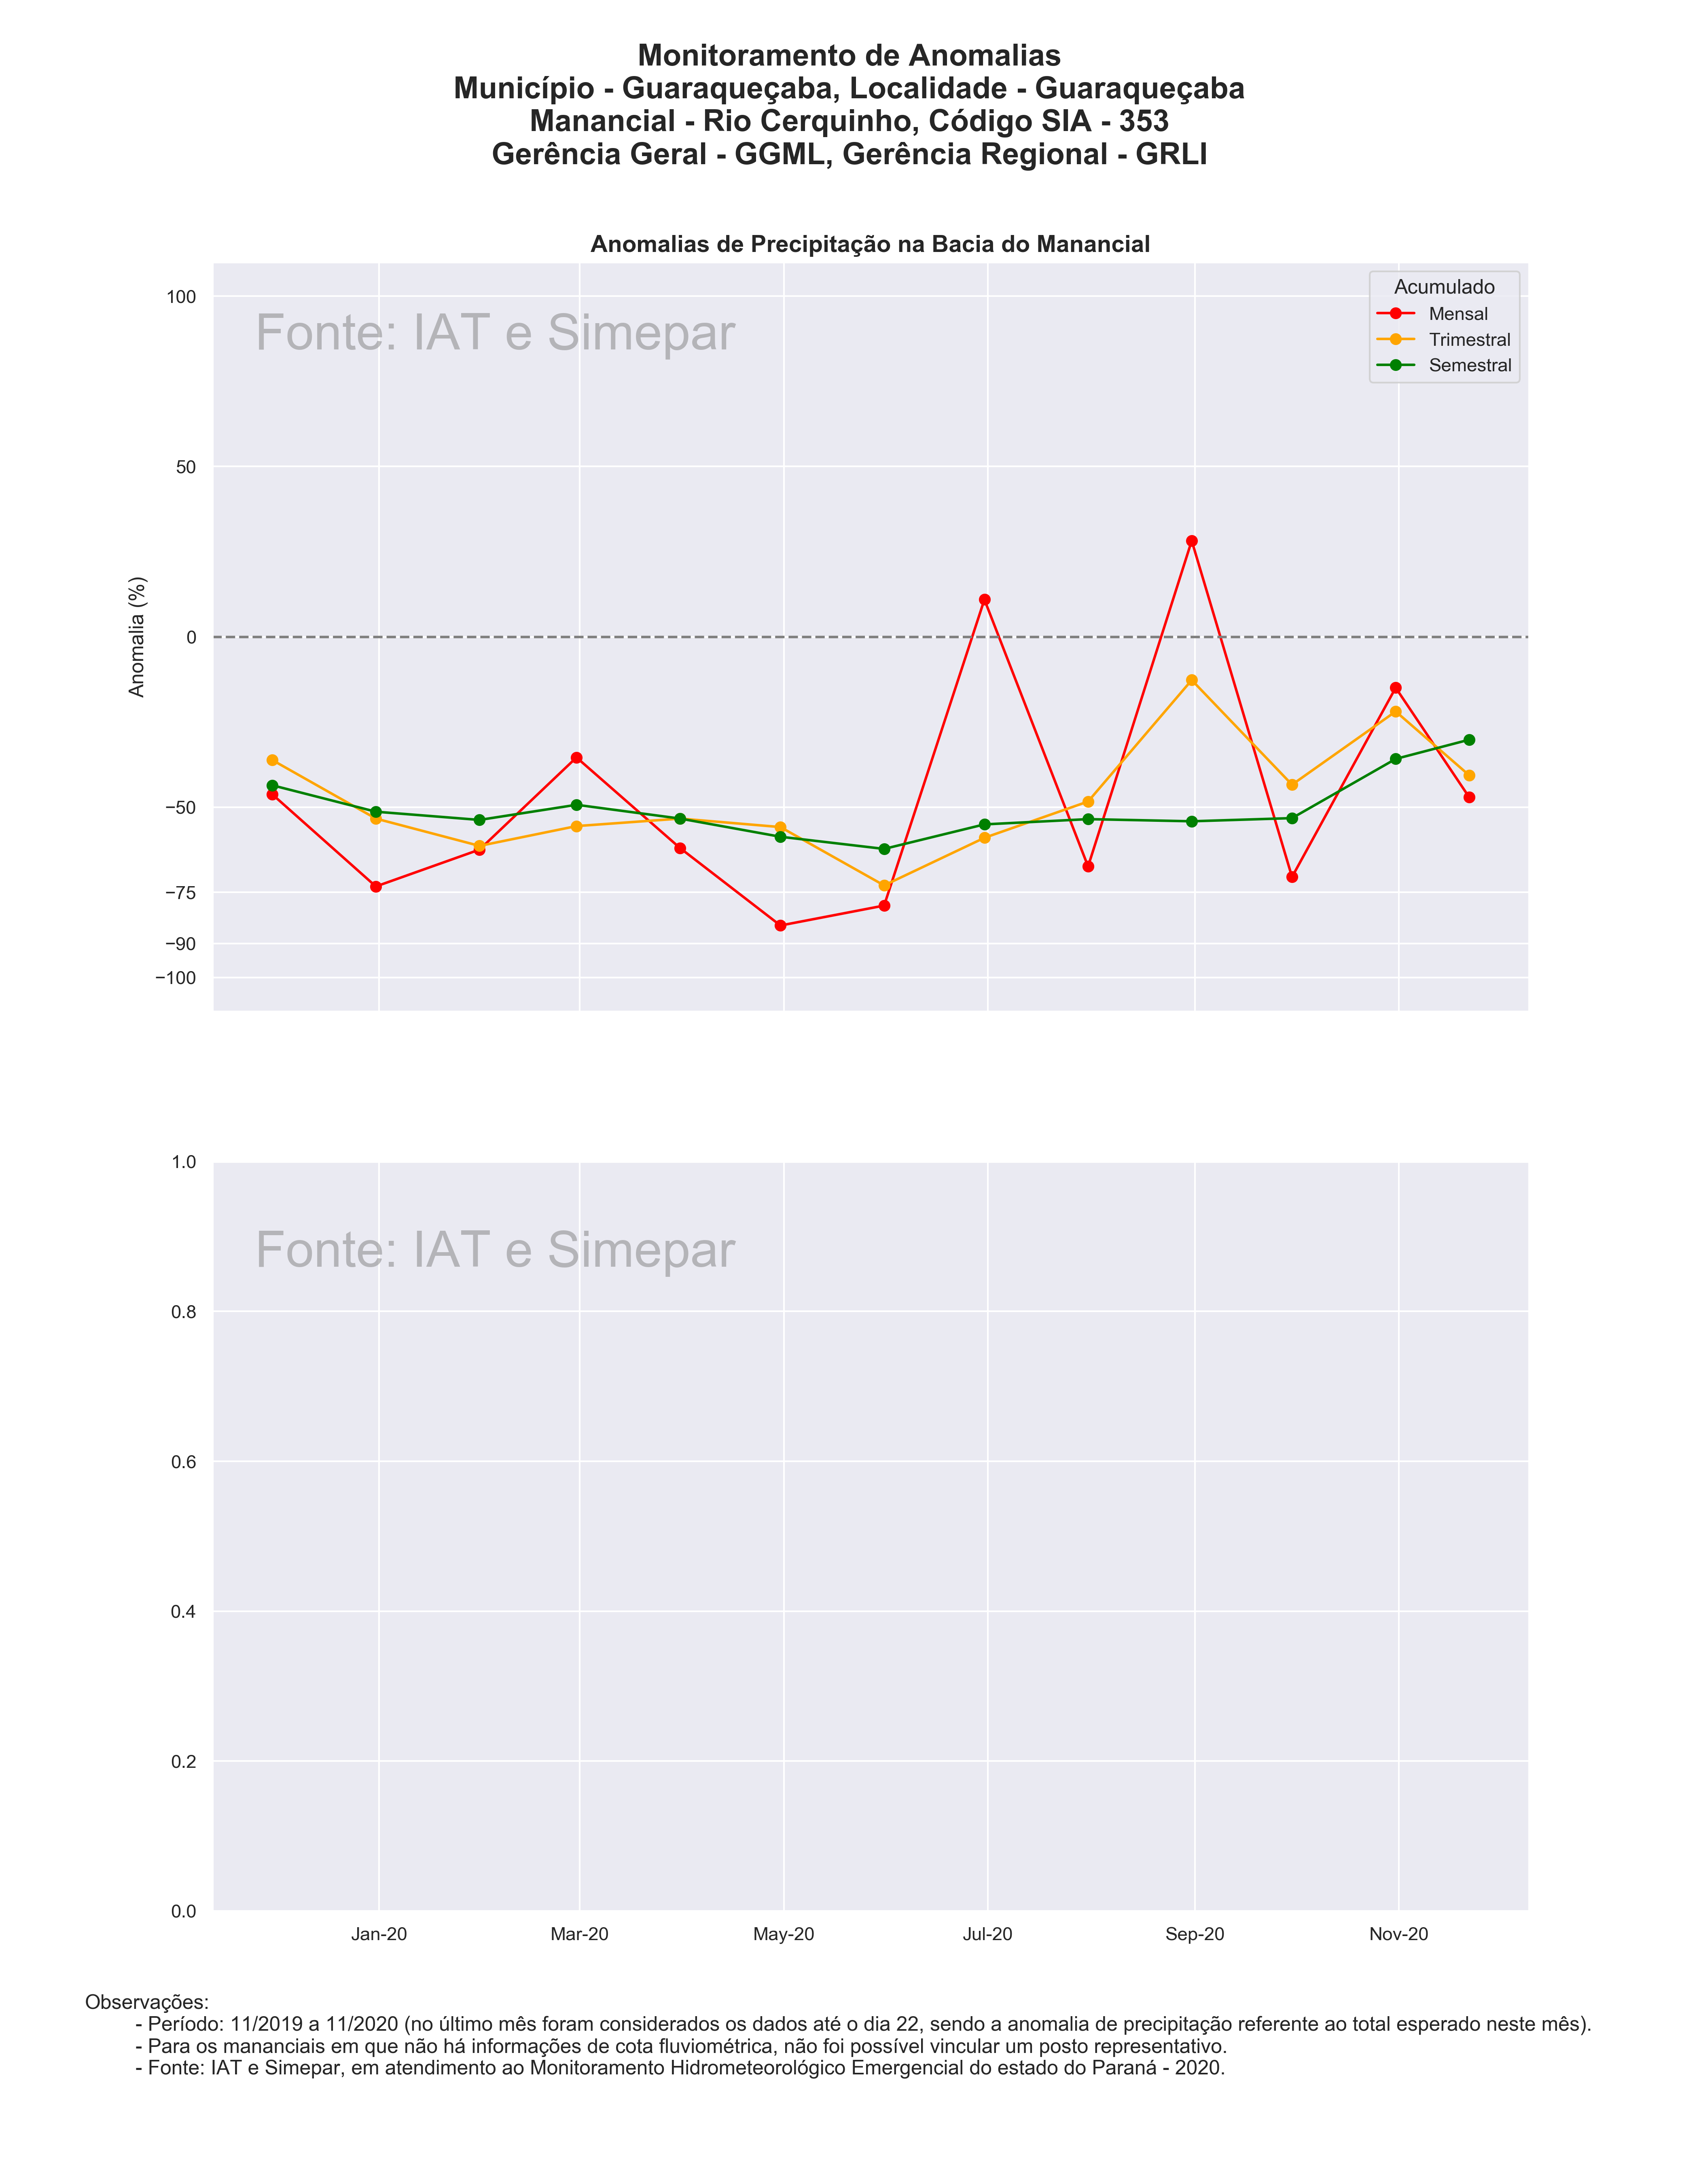 Monitoramento de Anomalias
Município - Guaraqueçaba, Localidade - Guaraqueçaba
Manancial - Rio Cerquinho, Código SIA - 353
Gerência Geral - GGML, Gerência Regional - GRLI
Anomalias de Precipitação na Bacia do Manancial
Fonte: IAT e Simepar
Acumulado
Mensal
Trimestral
Semestral
Anomalia (%)
100
50
0
−50
−75
−90
−100
Fonte: IAT e Simepar
1.0
0.8
0.6
0.4
0.2
0.0
Jan-20 Mar-20 May-20 Jul-20 Sep-20 Nov-20
Observações:
- Período: 11/2019 a 11/2020 (no último mês foram considerados os dados até o dia 22, sendo a anomalia de precipitação referente ao total esperado neste mês).
- Para os mananciais em que não há informações de cota fluviométrica, não foi possível vincular um posto representativo.
- Fonte: IAT e Simepar, em atendimento ao Monitoramento Hidrometeorológico Emergencial do estado do Paraná - 2020.